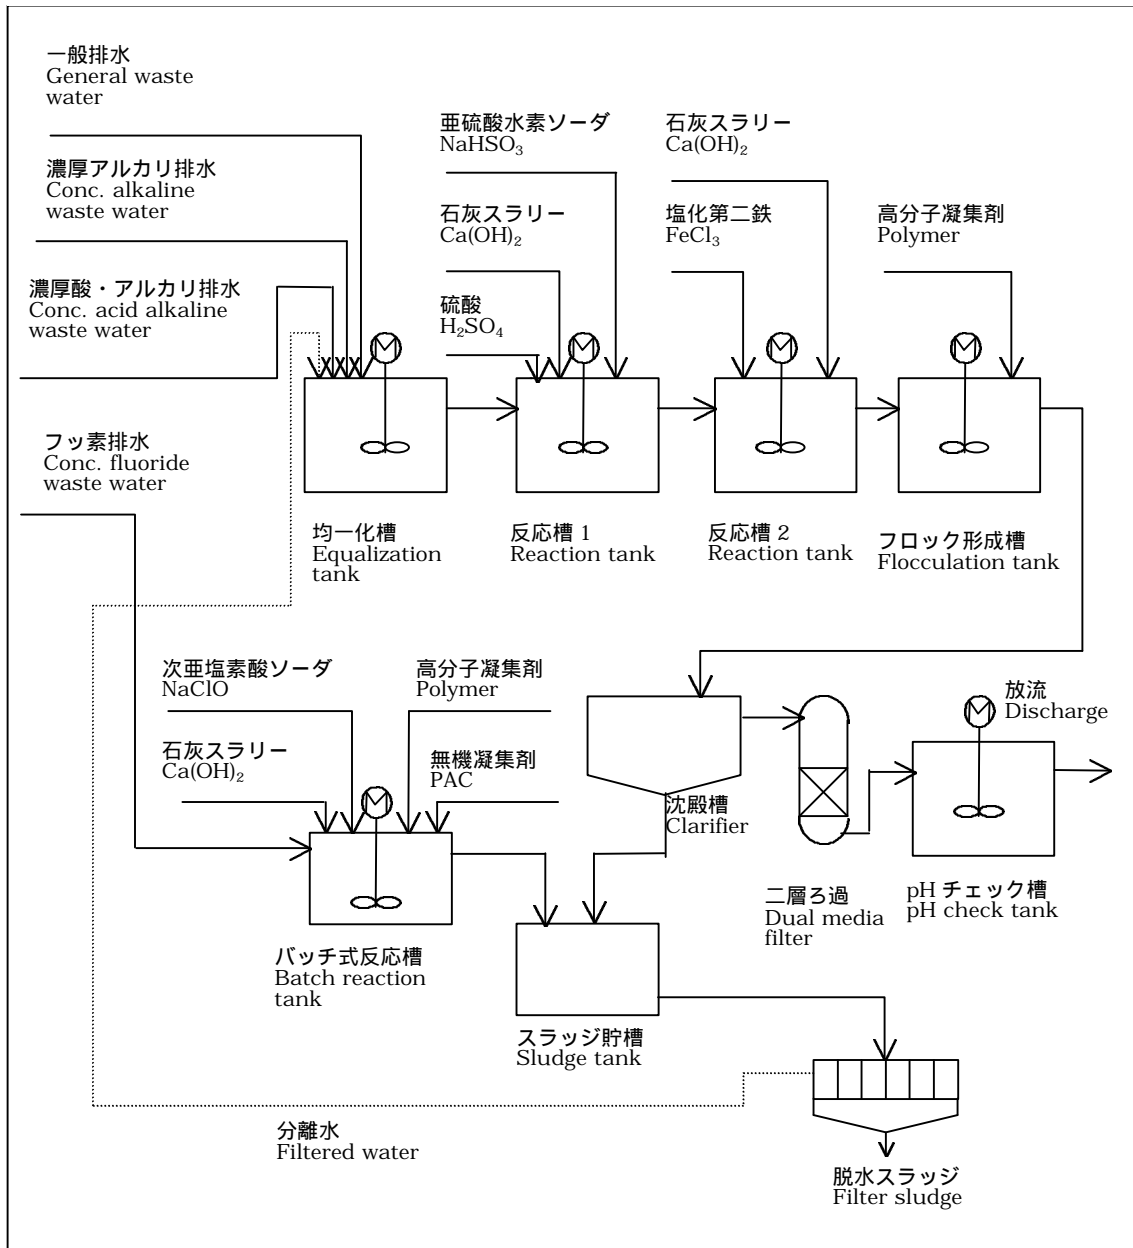 一般排水
General waste
water
濃厚アルカリ排水
Conc. alkaline
waste water
濃厚酸・アルカリ排水
Conc. acid alkaline
waste water
フッ素排水
Conc. fluoride
waste water
亜硫酸水素ソーダ
NaHSO₃
石灰スラリー
Ca(OH)₂
硫酸
H₂SO₄
石灰スラリー
Ca(OH)₂
塩化第二鉄
FeCl₃
高分子凝集剤
Polymer
M
M
M
M
均一化槽
Equalization
tank
反応槽 1
Reaction tank
反応槽 2
Reaction tank
フロック形成槽
Flocculation tank
次亜塩素酸ソーダ
NaClO
石灰スラリー
Ca(OH)₂
高分子凝集剤
Polymer
無機凝集剤
PAC
M
バッチ式反応槽
Batch reaction
tank
沈殿槽
Clarifier
二層ろ過
Dual media
filter
M
放流
Discharge
pH チェック槽
pH check tank
スラッジ貯槽
Sludge tank
分離水
Filtered water
脱水スラッジ
Filter sludge